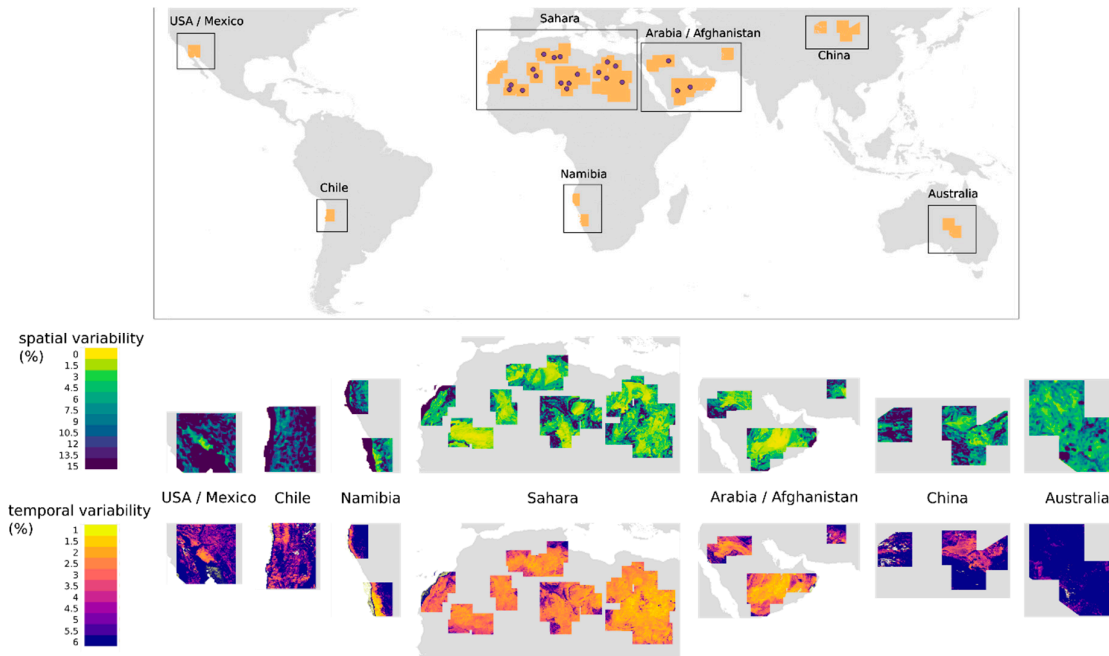 USA / Mexico
Sahara
Arabia / Afghanistan
China
Chile
Namibia
Australia
spatial variability
(%)
0
1.5
3
4.5
6
7.5
9
10.5
12
13.5
15
USA / Mexico
Chile
Namibia
Sahara
Arabia / Afghanistan
China
Australia
temporal variability
(%)
1
1.5
2
2.5
3
3.5
4
4.5
5
5.5
6